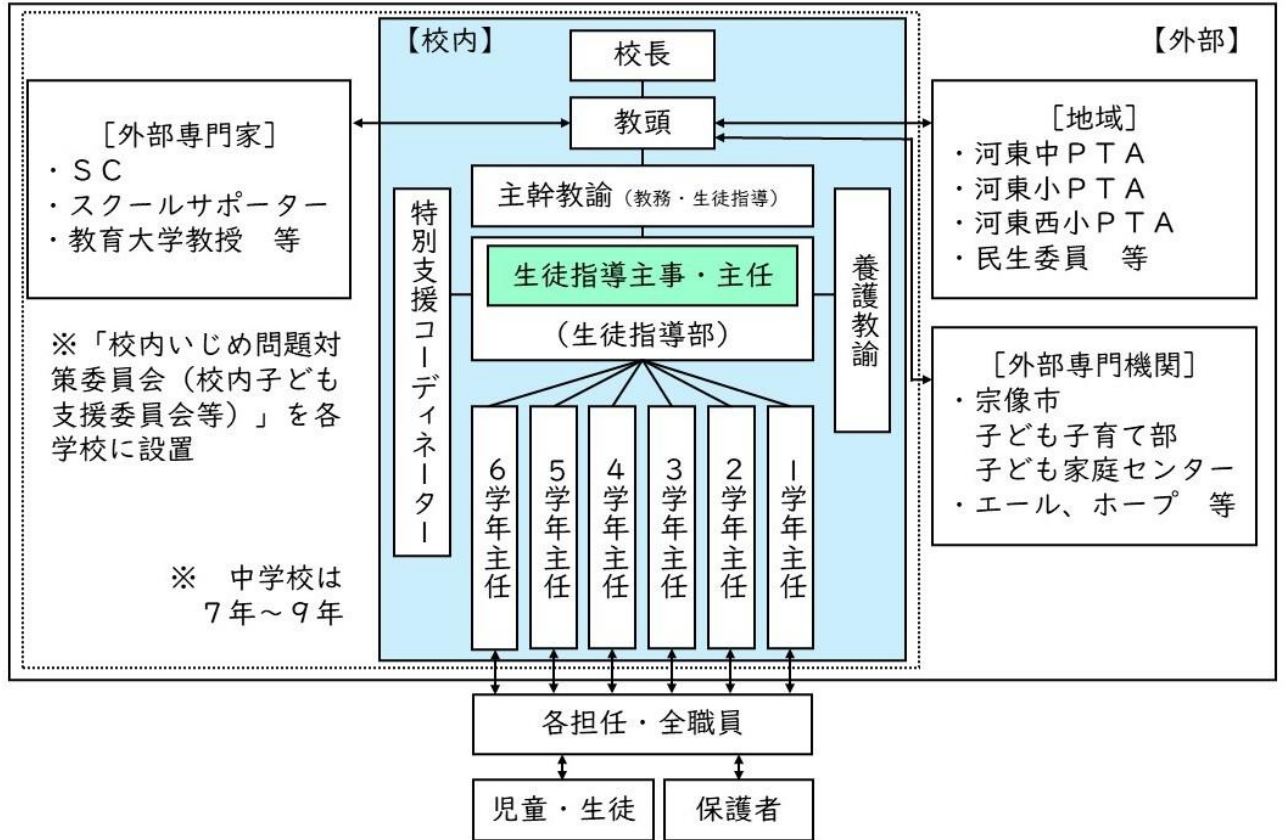 【校内】
【外部】
校長
教頭
[外部専門家]
・ＳＣ
・スクールサポーター
・教育大学教授　等
[地域]
・河東中ＰＴＡ
・河東小ＰＴＡ
・河東西小ＰＴＡ
・民生委員　等
主幹教諭（教務・生徒指導）
特別支援コーディネーター
生徒指導主事・主任
（生徒指導部）
養護教諭
※「校内いじめ問題対
策委員会（校内子ども
支援委員会等）」を各
学校に設置
[外部専門機関]
・宗像市
子ども子育て部
子ども家庭センター
・エール、ホープ　等
６学年主任
５学年主任
４学年主任
３学年主任
２学年主任
１学年主任
※　中学校は
７年～９年
各担任・全職員
児童・生徒
保護者